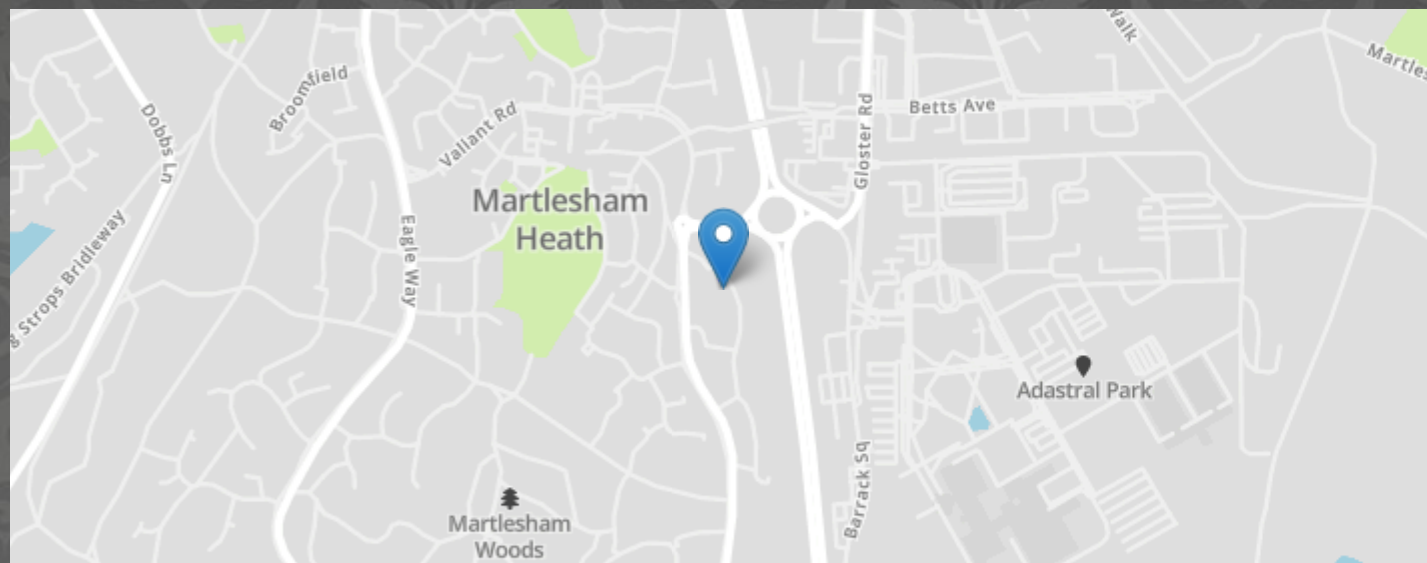 Walk
Martles
Broomfield
Dobbs Ln
Valiant Rd
Betts Ave
Gloster Rd
Martlesham
Heath
g Strops Bridleway
Eagle Way
Adastral Park
Barrack Sq
Martlesham
Woods